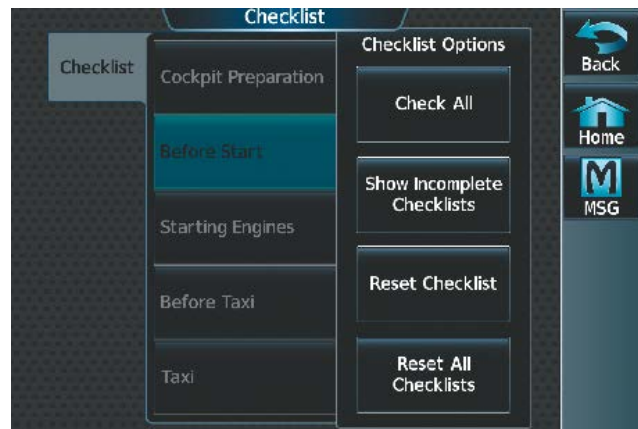 Checklist
Checklist
Cockpit Preparation
Before Start
Starting Engines
Before Taxi
Taxi
Checklist Options
Check All
Show Incomplete
Checklists
Reset Checklist
Reset All
Checklists
Back
Home
MSG